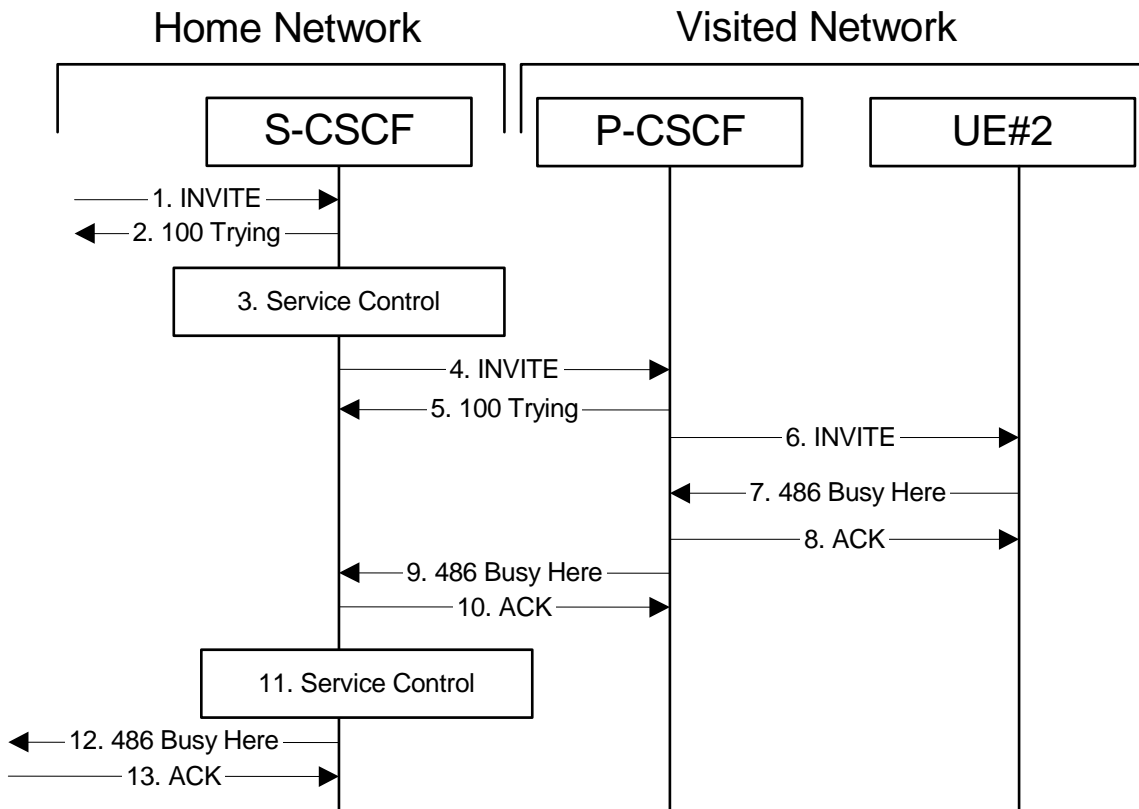 Home Network
Visited Network
S-CSCF
P-CSCF
UE#2
1. INVITE
2. 100 Trying
3. Service Control
4. INVITE
5. 100 Trying
6. INVITE
7. 486 Busy Here
8. ACK
9. 486 Busy Here
10. ACK
11. Service Control
12. 486 Busy Here
13. ACK